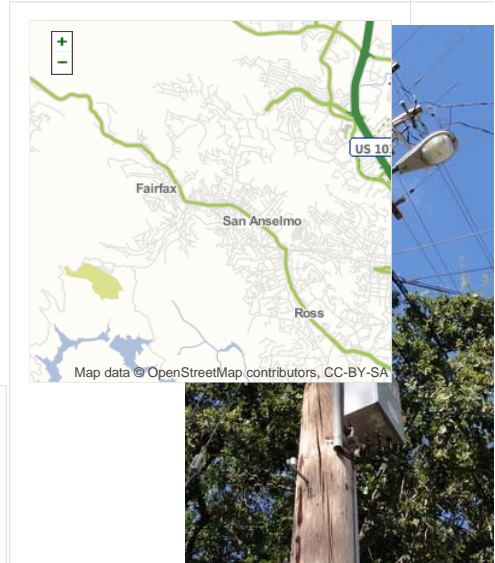 +
−
US 101
Fairfax
San Anselmo
Ross
Map data © OpenStreetMap contributors, CC-BY-SA